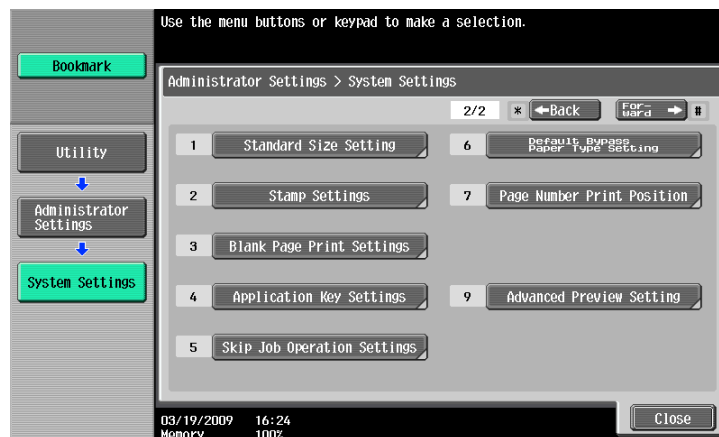 Use the menu buttons or keypad to make a selection.
Bookmark
Administrator Settings > System Settings
2/2 * ←Back For-
ward → #
Utility
Administrator
Settings
System Settings
1 Standard Size Setting
2 Stamp Settings
3 Blank Page Print Settings
4 Application Key Settings
5 Skip Job Operation Settings
6 Default Bypass
Paper Type Setting
7 Page Number Print Position
9 Advanced Preview Setting
03/19/2009 16:24
Memory 100%
Close